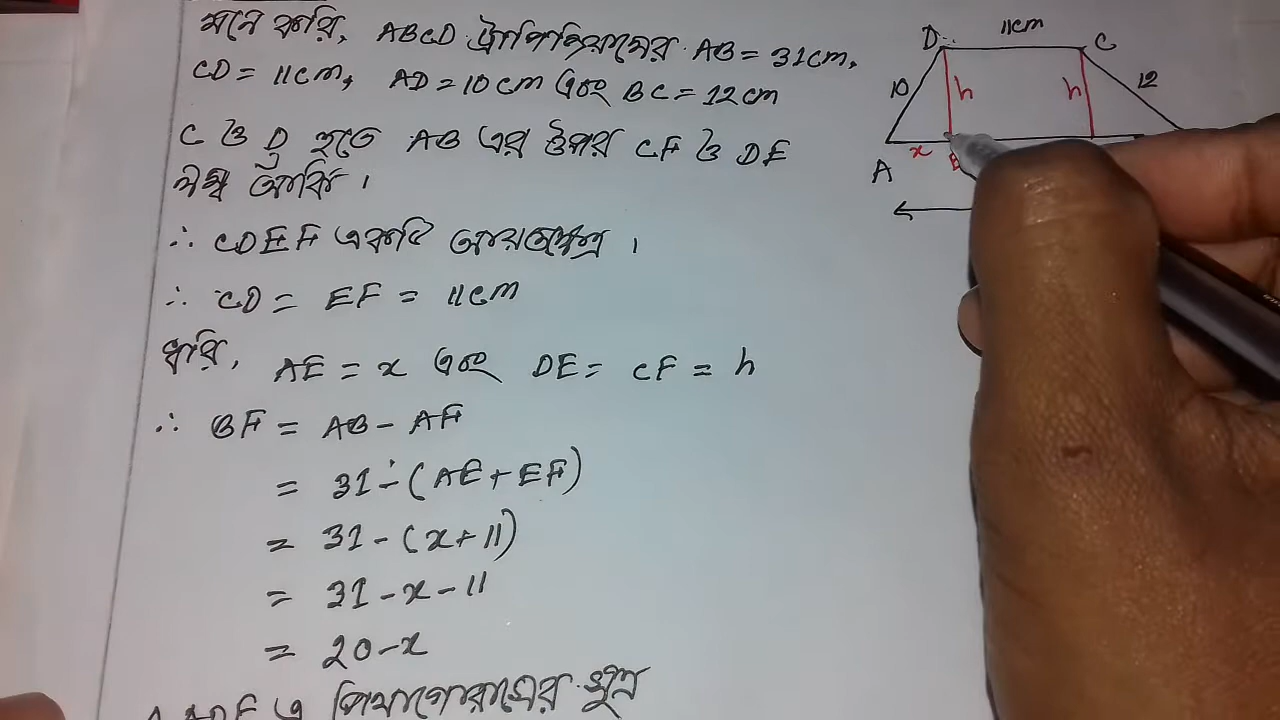 মনে করি, ABCD ট্রাপিজিয়ামের AB = 31cm,
CD = 11cm, AD = 10cm এবং BC = 12cm
C ও D হতে AB এর উপর CF ও DE
লম্ব আঁকি।
∴ CDEF একটি আয়তক্ষেত্র।
∴ CD = EF = 11cm
ধরি, AE = x এবং DE = CF = h
∴ BF = AB - AF
= 31 - (AE + EF)
= 31 - (x + 11)
= 31 - x - 11
= 20 - x
ADE এ পিথাগোরাসের সূত্র
D 11cm C
10 h h 12
A x